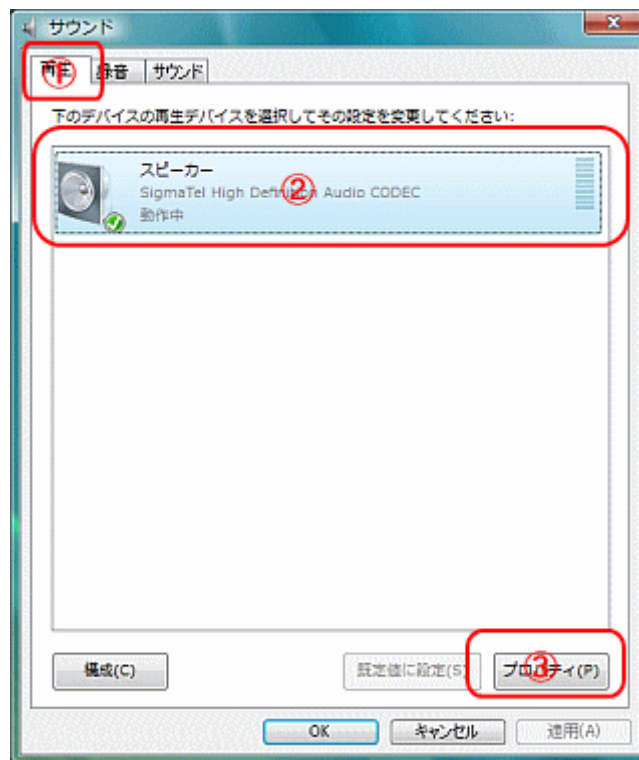 サウンド
再生 録音 サウンド
①
下のデバイスの再生デバイスを選択してその設定を変更してください:
スピーカー
SigmaTel High Definition Audio CODEC
動作中
②
構成(C) 既定値に設定(S) プロパティ(P)
③
OK キャンセル 適用(A)